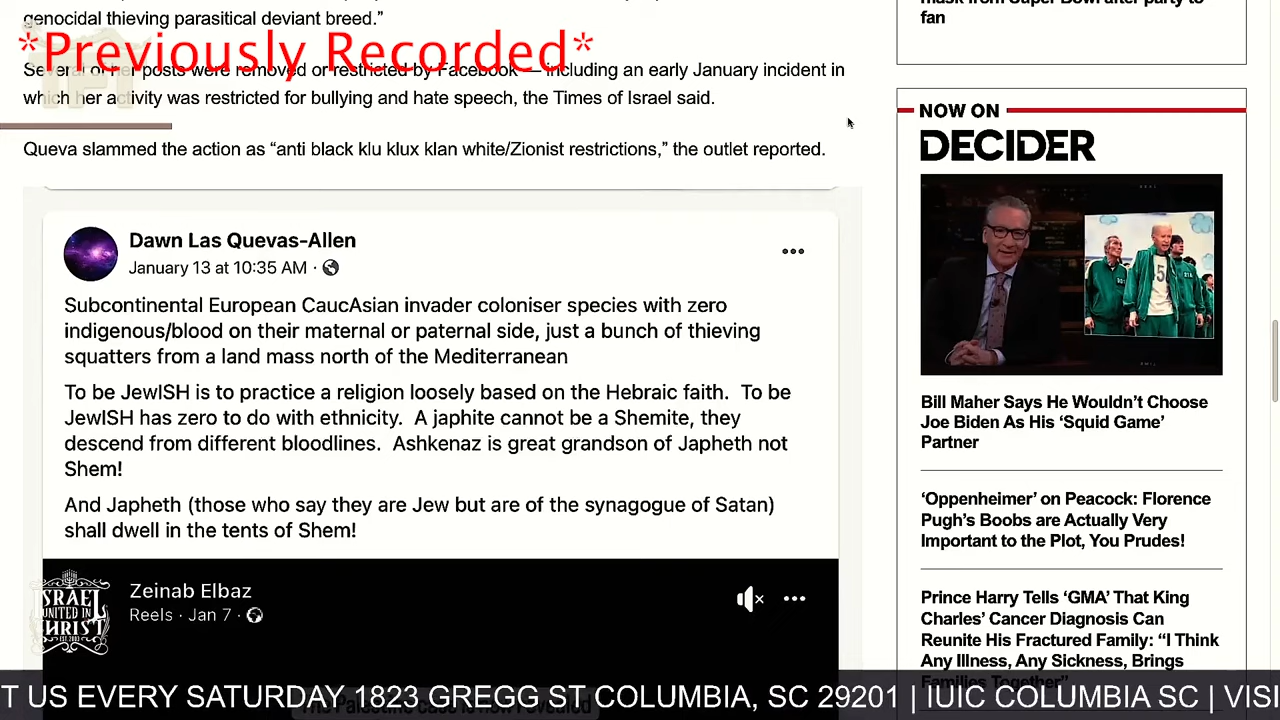 genocidal thieving parasitical deviant breed.”
*Previously Recorded*
Several of her posts were removed or restricted by Facebook — including an early January incident in
which her activity was restricted for bullying and hate speech, the Times of Israel said.
Queva slammed the action as “anti black klu klux klan white/Zionist restrictions,” the outlet reported.
Dawn Las Quevas-Allen
January 13 at 10:35 AM ·
Subcontinental European CaucAsian invader coloniser species with zero
indigenous/blood on their maternal or paternal side, just a bunch of thieving
squatters from a land mass north of the Mediterranean
To be JewISH is to practice a religion loosely based on the Hebraic faith. To be
JewISH has zero to do with ethnicity. A japhite cannot be a Shemite, they
descend from different bloodlines. Ashkenaz is great grandson of Japheth not
Shem!
And Japheth (those who say they are Jew but are of the synagogue of Satan)
shall dwell in the tents of Shem!
Zeinab Elbaz
Reels · Jan 7 ·
ISRAEL
UNITED IN
CHRIST
mask from Super Bowl after party to
fan
NOW ON
DECIDER
Bill Maher Says He Wouldn’t Choose
Joe Biden As His ‘Squid Game’
Partner
‘Oppenheimer’ on Peacock: Florence
Pugh’s Boobs are Actually Very
Important to the Plot, You Prudes!
Prince Harry Tells ‘GMA’ That King
Charles’ Cancer Diagnosis Can
Reunite His Fractured Family: “I Think
Any Illness, Any Sickness, Brings
Families Together”
T US EVERY SATURDAY 1823 GREGG ST COLUMBIA, SC 29201 | IUIC COLUMBIA SC | VISI